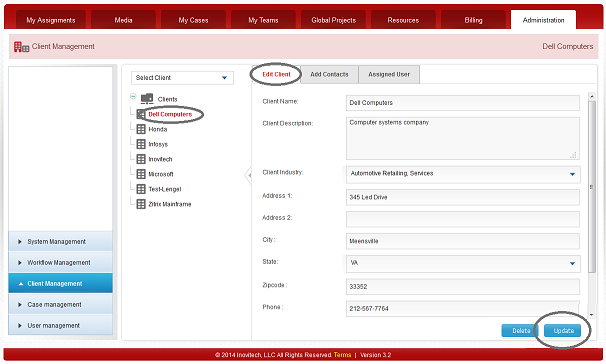 My Assignments Media My Cases My Teams Global Projects Resources Billing Administration
Client Management Dell Computers
Select Client
Clients
Dell Computers
Honda
Infosys
Inovitech
Microsoft
Test-Lengel
Zitrix Mainframe
System Management
Workflow Management
Client Management
Case management
User management
Edit Client Add Contacts Assigned User
Client Name: Dell Computers
Client Description: Computer systems company
Client Industry: Automotive Retailing, Services
Address 1: 345 Led Drive
Address 2:
City: Meensville
State: VA
Zipcode: 33352
Phone: 212-567-7764
Delete Update
© 2014 Inovitech, LLC All Rights Reserved. Terms | Version 3.2